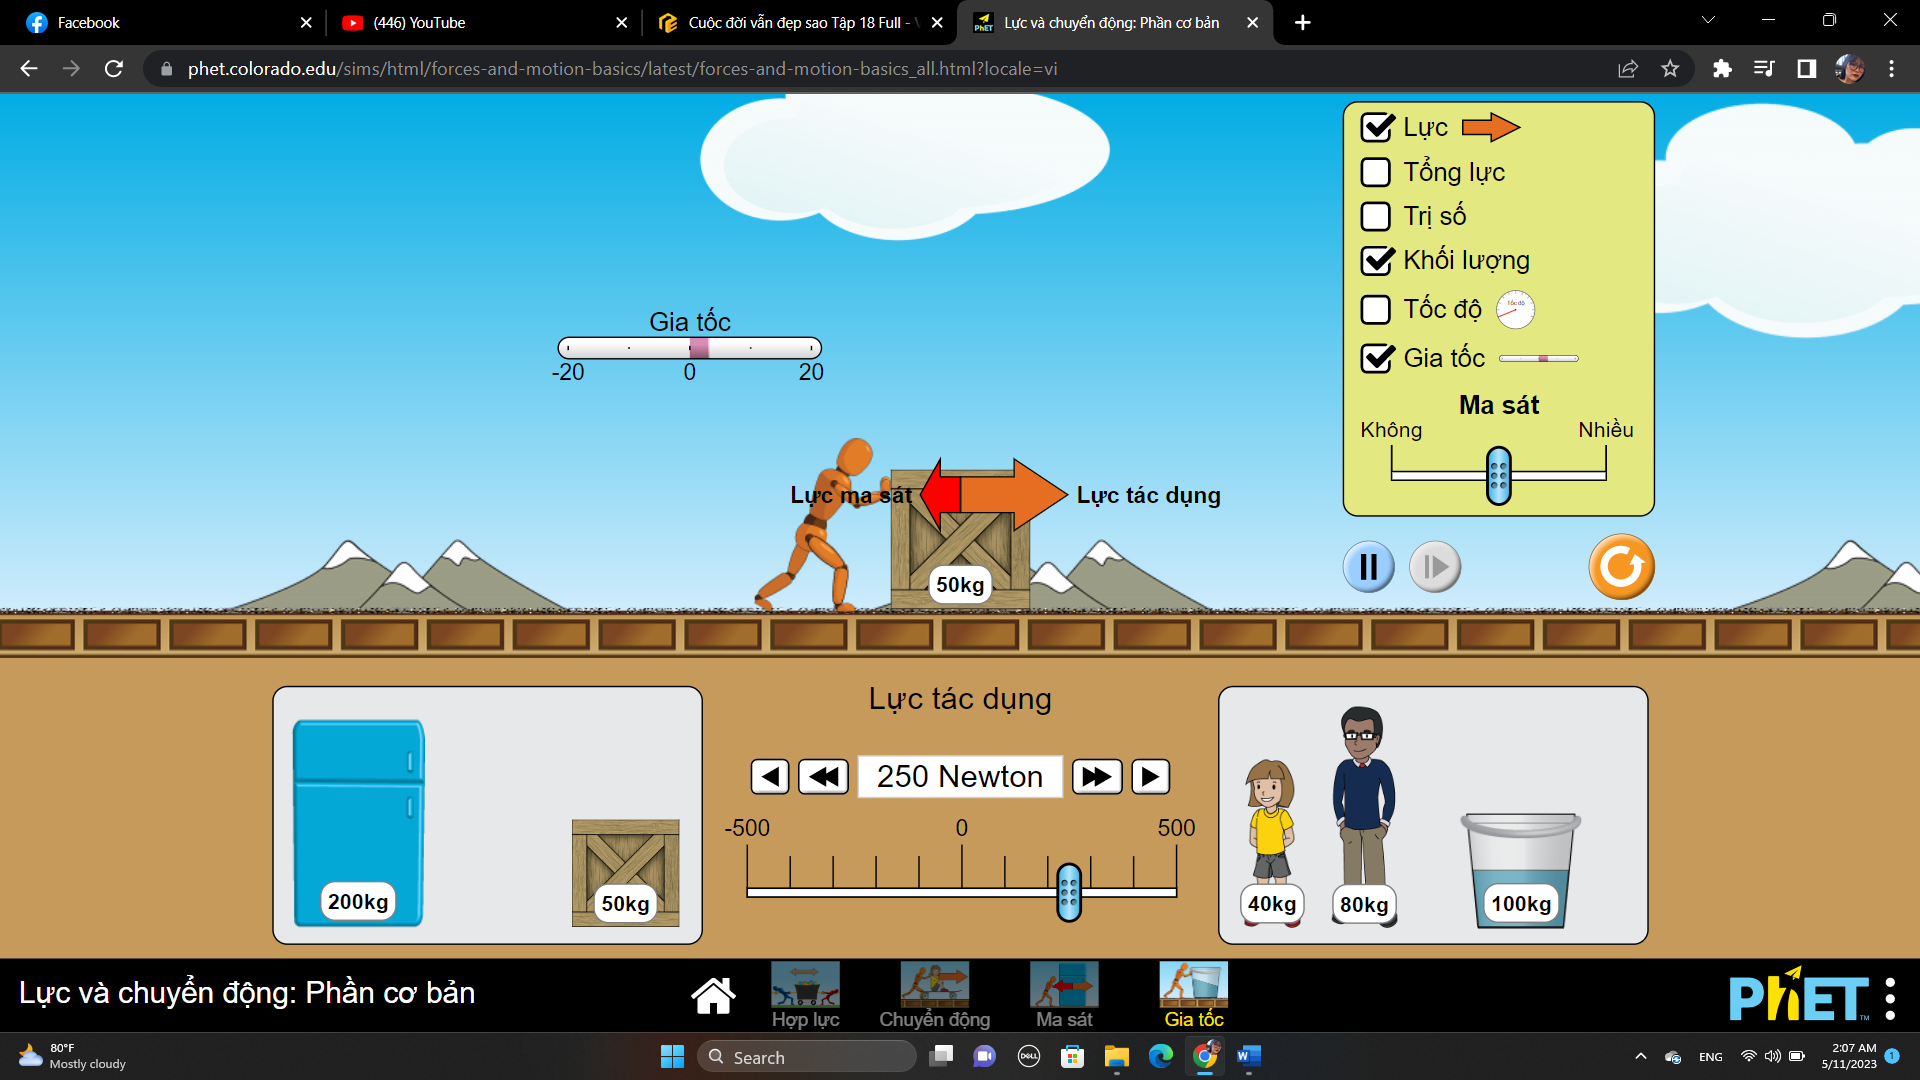 Facebook
(446) YouTube
Cuộc đời vẫn đẹp sao Tập 18 Full -
Lực và chuyển động: Phần cơ bản
phet.colorado.edu/sims/html/forces-and-motion-basics/latest/forces-and-motion-basics_all.html?locale=vi
Lực
Tổng lực
Trị số
Khối lượng
Tốc độ
Tốc độ
Gia tốc
Ma sát
Không
Nhiều
Gia tốc
-20
0
20
Lực ma sát
Lực tác dụng
50kg
Lực tác dụng
250 Newton
-500
0
500
200kg
50kg
40kg
80kg
100kg
Lực và chuyển động: Phần cơ bản
Hợp lực
Chuyển động
Ma sát
Gia tốc
PhET
TM
80°F
Mostly cloudy
Search
DELL
W
ENG
2:07 AM
5/11/2023
1